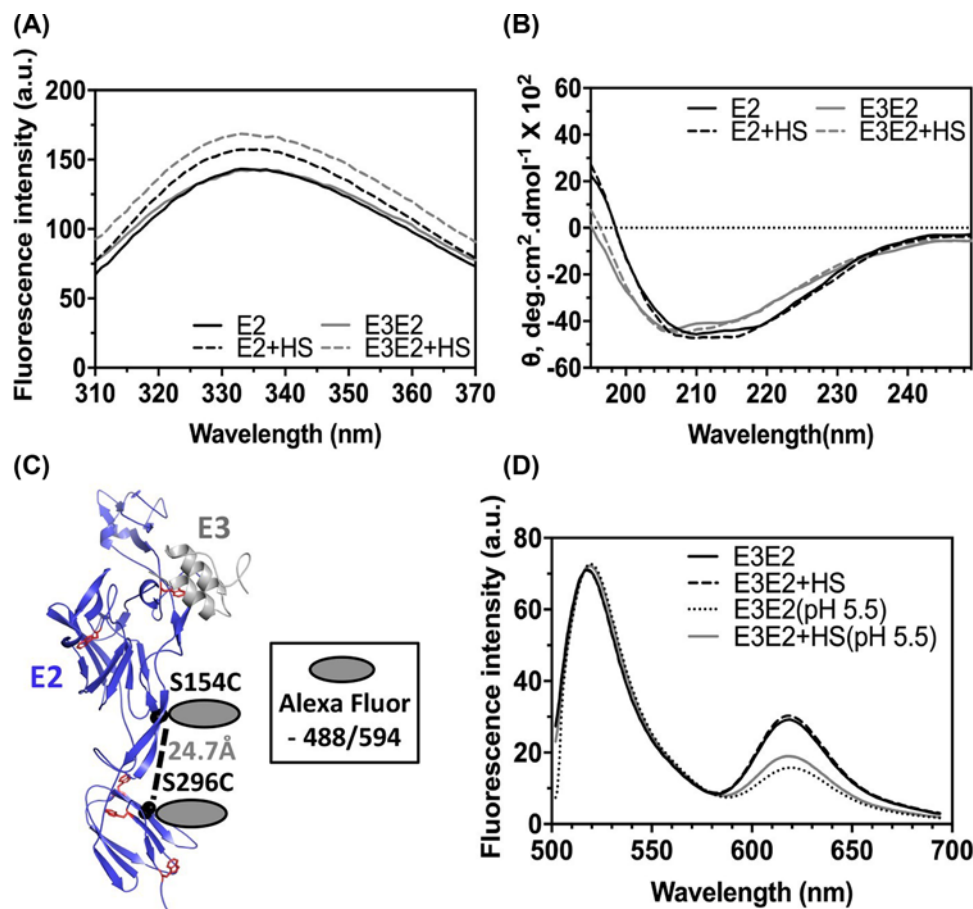 (A)
Fluorescence intensity (a.u.)
200
150
100
50
0
310 320 330 340 350 360 370
Wavelength (nm)
E2 E3E2
E2+HS E3E2+HS
(B)
θ, deg.cm².dmol⁻¹ X 10²
60
40
20
0
-20
-40
-60
200 210 220 230 240
Wavelength(nm)
E2 E3E2
E2+HS E3E2+HS
(C)
E3
E2
S154C
24.7Å
S296C
Alexa Fluor
- 488/594
(D)
Fluorescence intensity (a.u.)
80
60
40
20
0
500 550 600 650 700
Wavelength (nm)
E3E2
E3E2+HS
E3E2(pH 5.5)
E3E2+HS(pH 5.5)